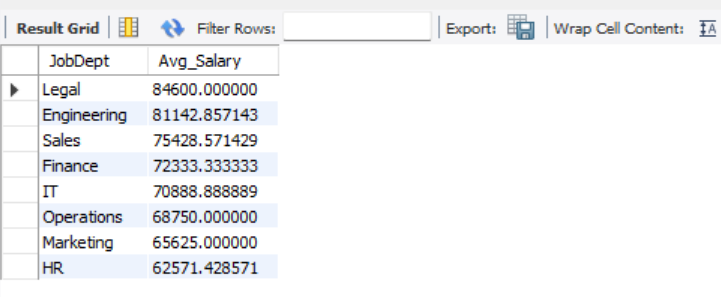 Result Grid Filter Rows: Export: Wrap Cell Content: IA
JobDept Avg_Salary
Legal 84600.000000
Engineering 81142.857143
Sales 75428.571429
Finance 72333.333333
IT 70888.888889
Operations 68750.000000
Marketing 65625.000000
HR 62571.428571